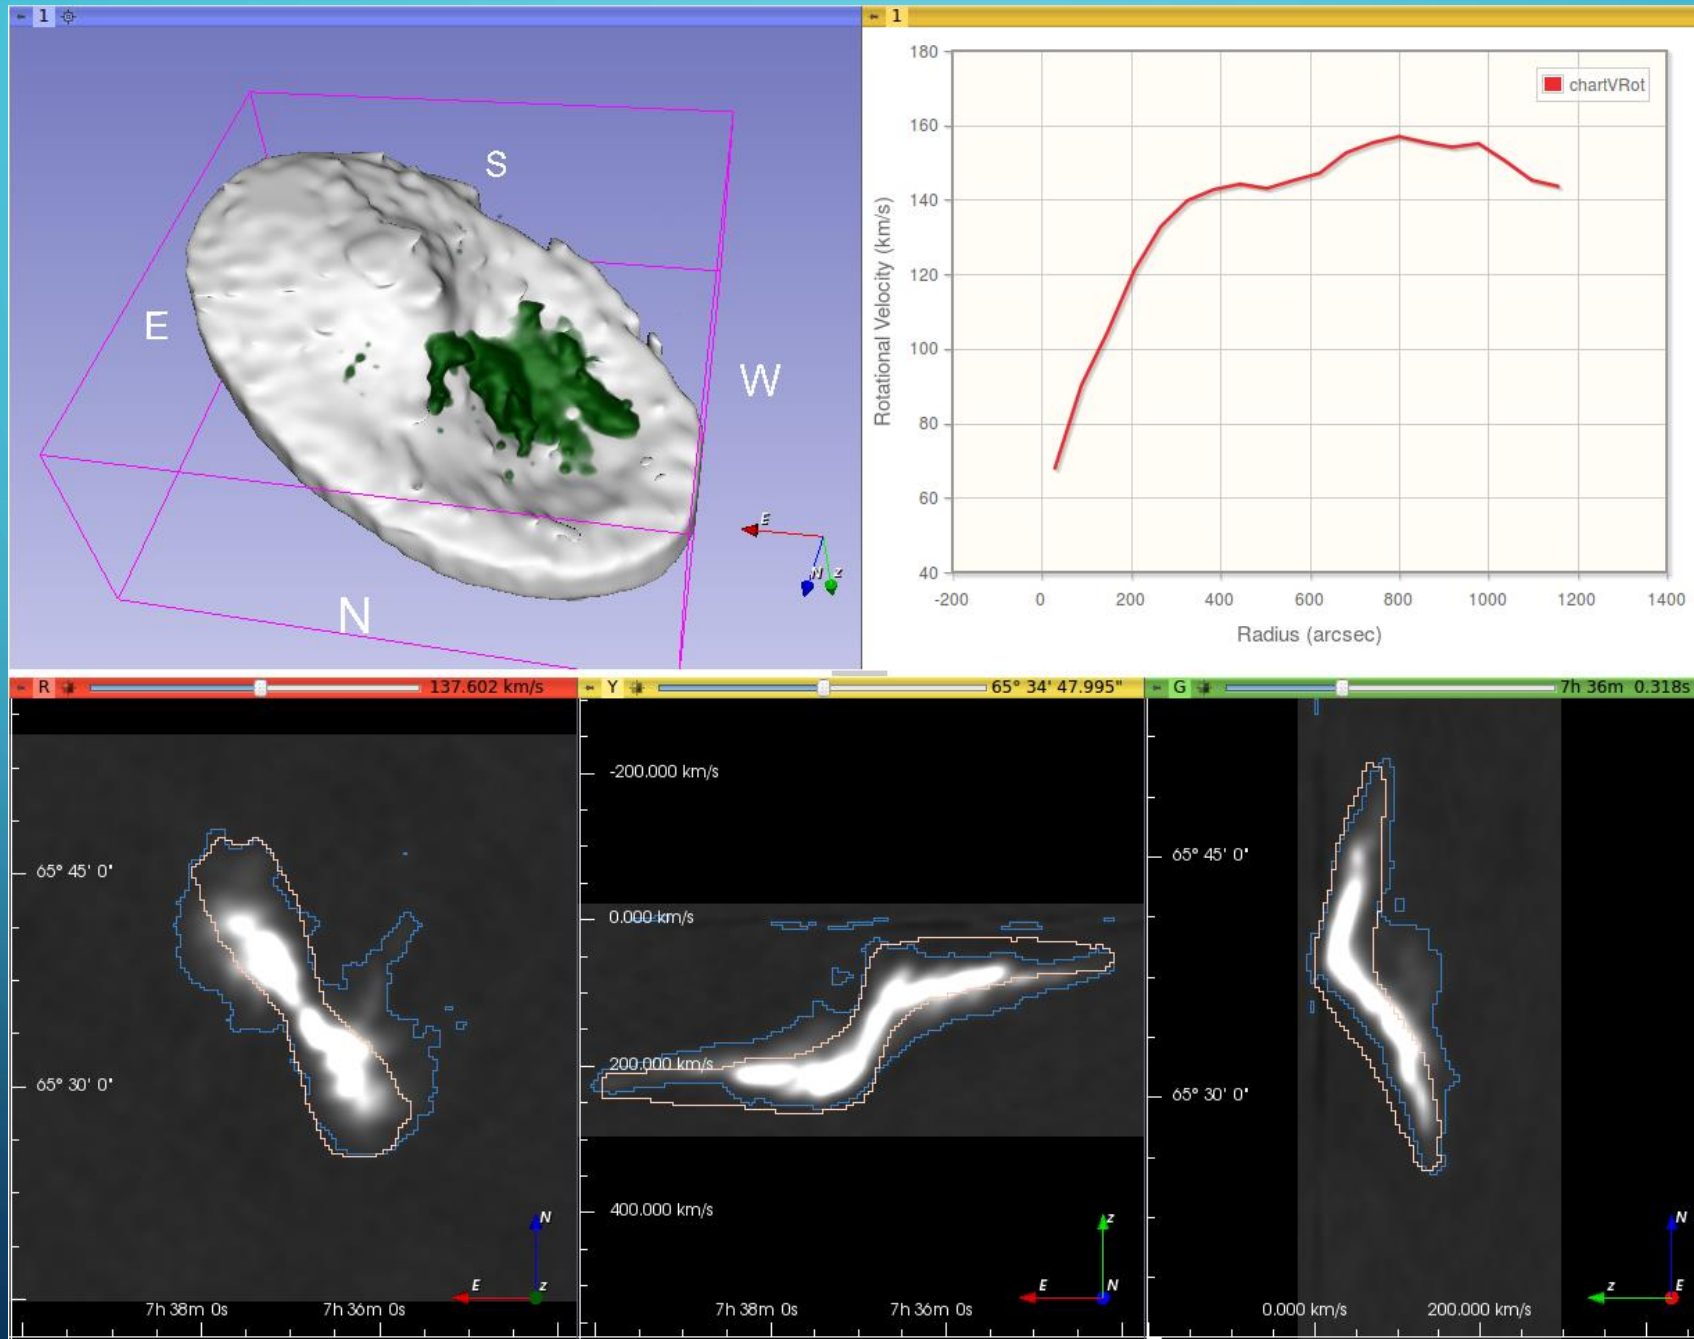 1
S
E
W
N
E
N z
1
180
160
140
120
100
80
60
40
-200 0 200 400 600 800 1000 1200 1400
Rotational Velocity (km/s)
Radius (arcsec)
chartVRot
R 137.602 km/s
65° 45' 0"
65° 30' 0"
7h 38m 0s 7h 36m 0s
N
E z
Y 65° 34' 47.995"
-200.000 km/s
0.000 km/s
200.000 km/s
400.000 km/s
7h 38m 0s 7h 36m 0s
z
E N
G 7h 36m 0.318s
65° 45' 0"
65° 30' 0"
0.000 km/s 200.000 km/s
N
z E